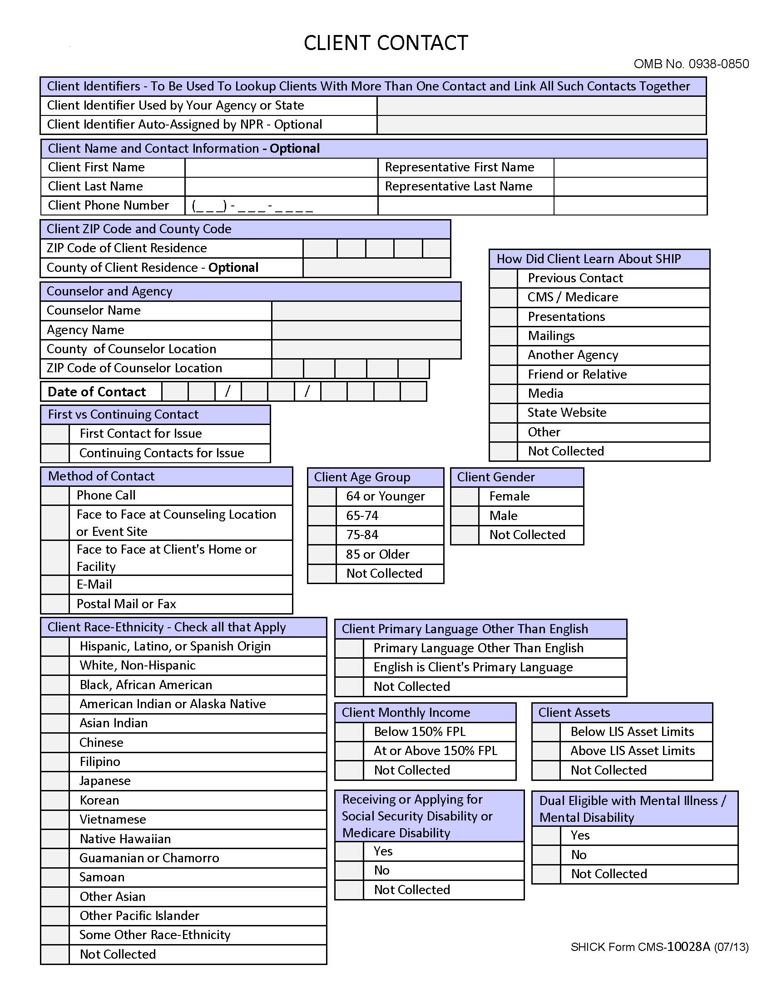 CLIENT CONTACT
OMB No. 0938-0850
Client Identifiers - To Be Used To Lookup Clients With More Than One Contact and Link All Such Contacts Together
Client Identifier Used by Your Agency or State
Client Identifier Auto-Assigned by NPR - Optional
Client Name and Contact Information - Optional
Client First Name
Representative First Name
Client Last Name
Representative Last Name
Client Phone Number (_ _ _) - _ _ _ - _ _ _ _
Client ZIP Code and County Code
ZIP Code of Client Residence
County of Client Residence - Optional
Counselor and Agency
Counselor Name
Agency Name
County  of Counselor Location
ZIP Code of Counselor Location
Date of Contact / /
How Did Client Learn About SHIP
Previous Contact
CMS / Medicare
Presentations
Mailings
Another Agency
Friend or Relative
Media
State Website
Other
Not Collected
First vs Continuing Contact
First Contact for Issue
Continuing Contacts for Issue
Method of Contact
Phone Call
Face to Face at Counseling Location
or Event Site
Face to Face at Client's Home or
Facility
E-Mail
Postal Mail or Fax
Client Age Group
64 or Younger
65-74
75-84
85 or Older
Not Collected
Client Gender
Female
Male
Not Collected
Client Race-Ethnicity - Check all that Apply
Hispanic, Latino, or Spanish Origin
White, Non-Hispanic
Black, African American
American Indian or Alaska Native
Asian Indian
Chinese
Filipino
Japanese
Korean
Vietnamese
Native Hawaiian
Guamanian or Chamorro
Samoan
Other Asian
Other Pacific Islander
Some Other Race-Ethnicity
Not Collected
Client Primary Language Other Than English
Primary Language Other Than English
English is Client's Primary Language
Not Collected
Client Monthly Income
Below 150% FPL
At or Above 150% FPL
Not Collected
Client Assets
Below LIS Asset Limits
Above LIS Asset Limits
Not Collected
Receiving or Applying for
Social Security Disability or
Medicare Disability
Yes
No
Not Collected
Dual Eligible with Mental Illness /
Mental Disability
Yes
No
Not Collected
SHICK Form CMS-10028A (07/13)